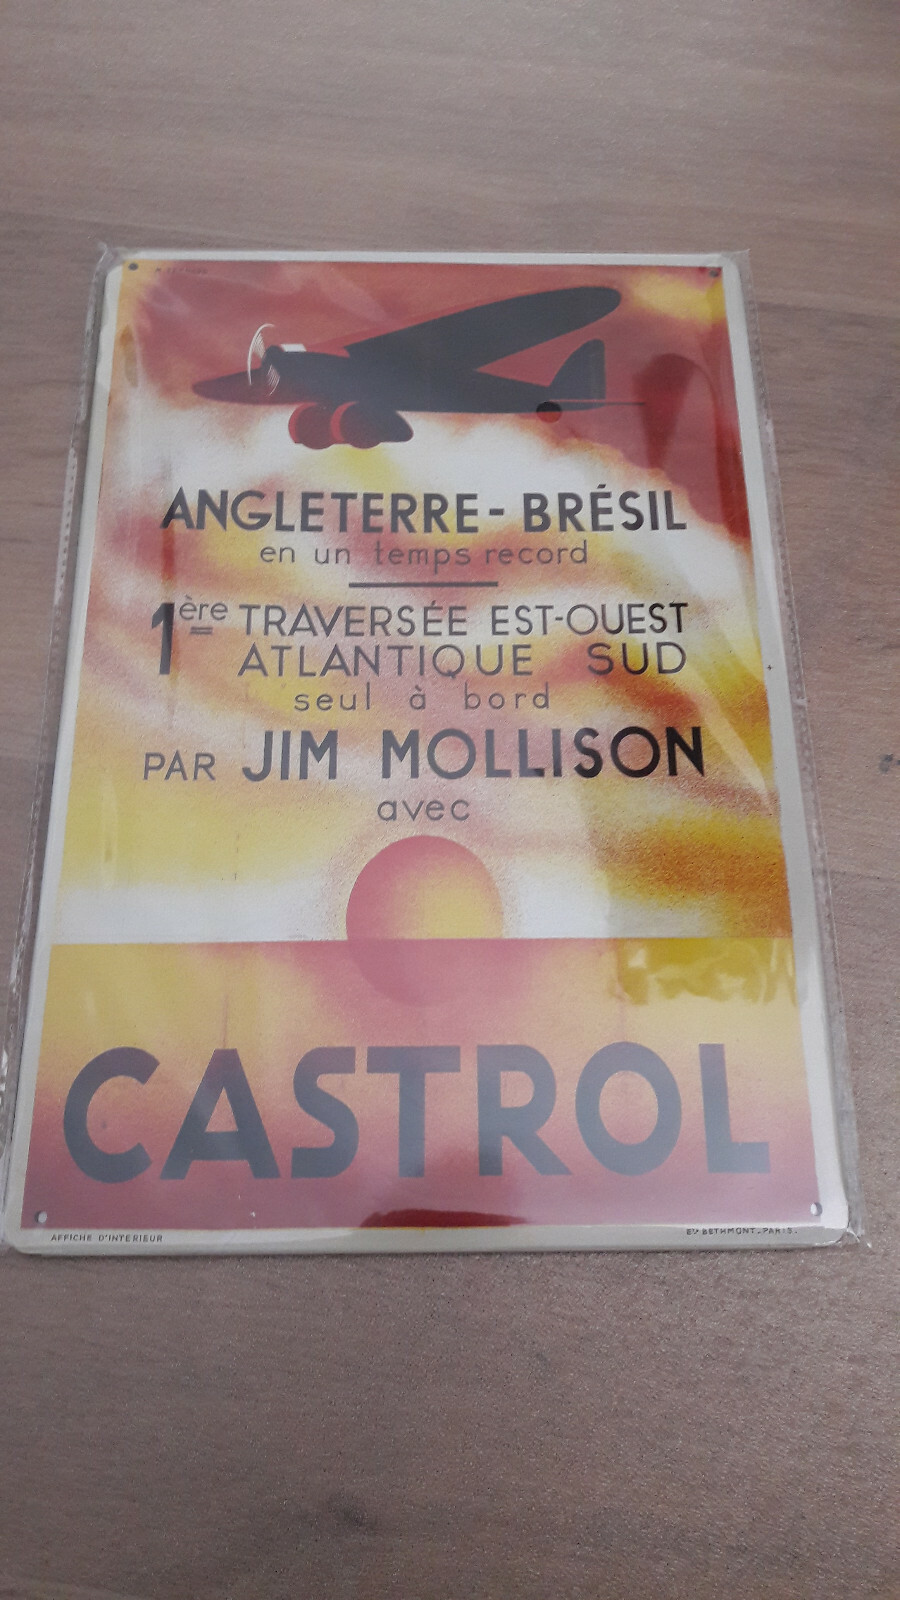 ANGLETERRE-BRÉSIL
en un temps record
1ère TRAVERSÉE EST-OUEST
ATLANTIQUE SUD
seul à bord
PAR JIM MOLLISON
avec
CASTROL
AFFICHE D'INTERIEUR
Ets BETHMONT-PARIS.